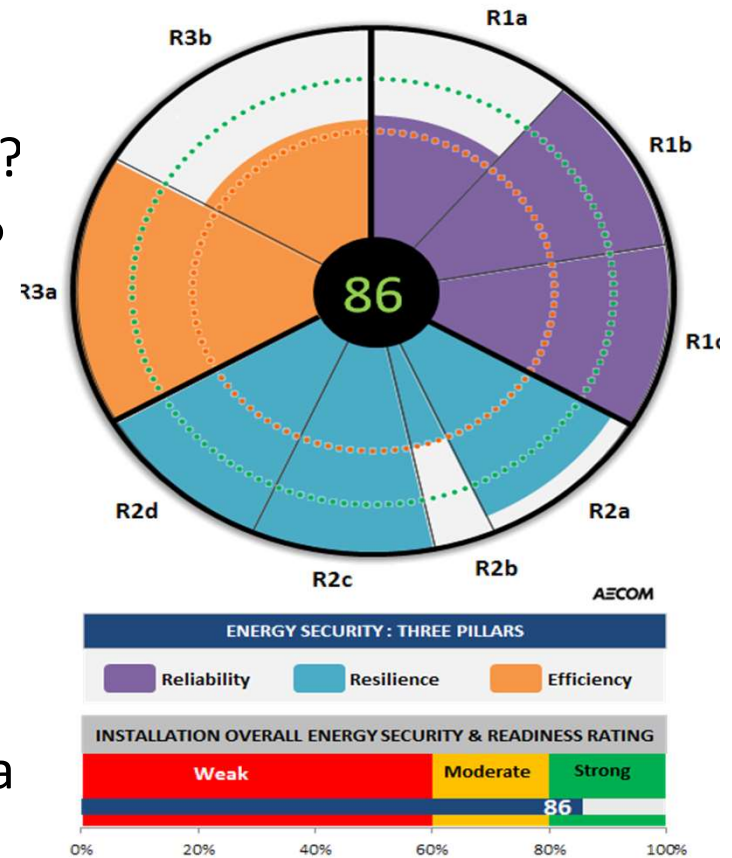 R1a
R3b
?
R1b
R3a
86
R1c
R2d
R2a
R2c
R2b
AECOM
ENERGY SECURITY : THREE PILLARS
Reliability Resilience Efficiency
INSTALLATION OVERALL ENERGY SECURITY & READINESS RATING
a
Weak Moderate Strong
86
0% 20% 40% 60% 80% 100%